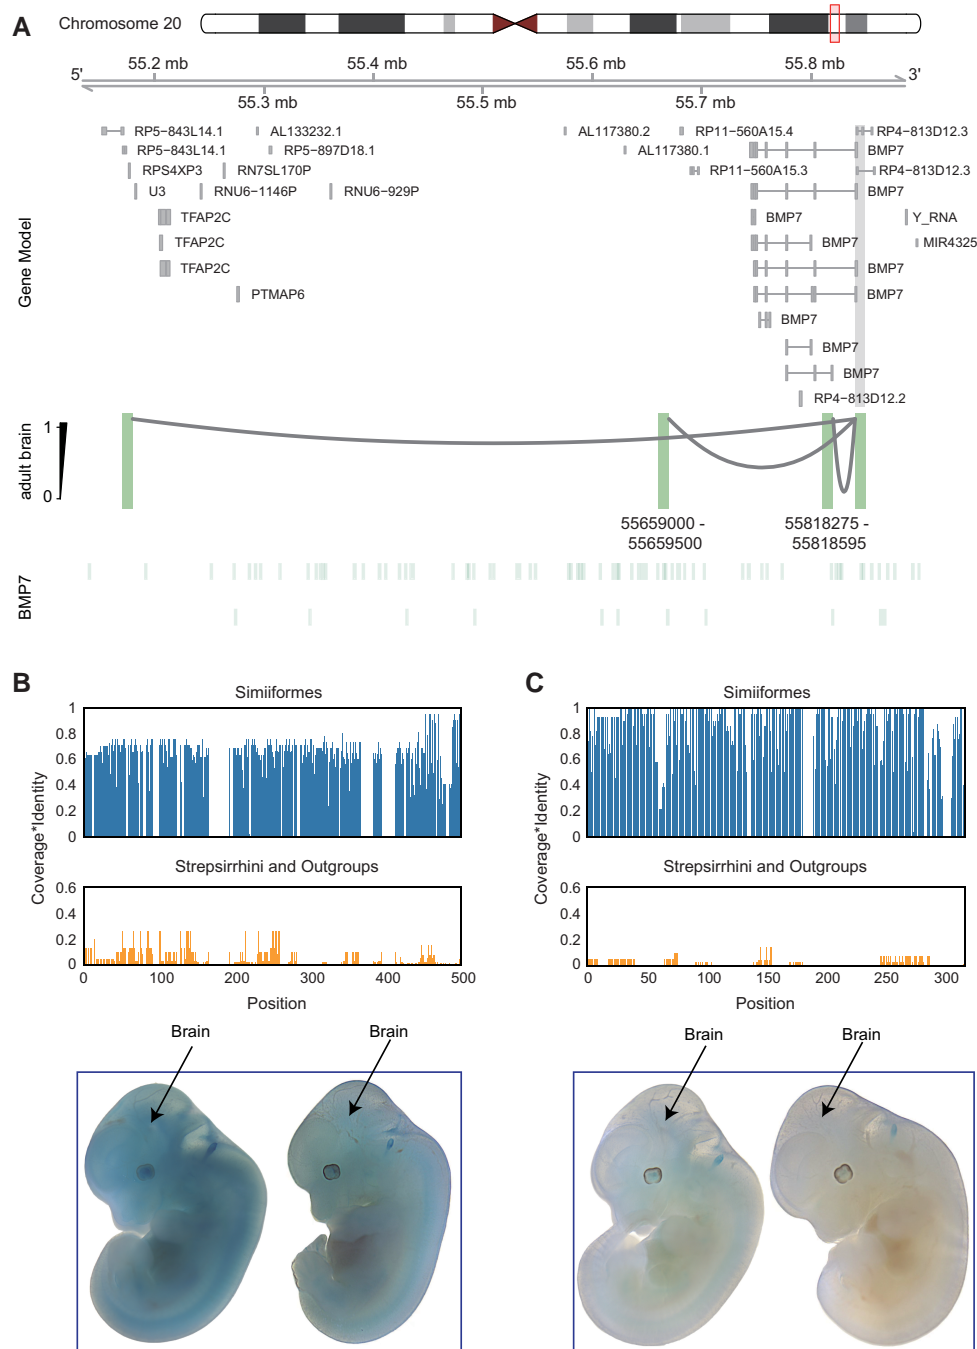 A
Chromosome 20
55.2 mb 55.4 mb 55.6 mb 55.8 mb
5' 3'
55.3 mb 55.5 mb 55.7 mb
Gene Model
RP5-843L14.1 AL133232.1 AL117380.2 RP11-560A15.4 RP4-813D12.3
RP5-843L14.1 RP5-897D18.1 AL117380.1 BMP7
RPS4XP3 RN7SL170P RP11-560A15.3 RP4-813D12.3
U3 RNU6-1146P RNU6-929P BMP7
TFAP2C BMP7 Y_RNA
TFAP2C BMP7 MIR4325
TFAP2C BMP7
PTMAP6 BMP7
BMP7
BMP7
BMP7
RP4-813D12.2
adult brain
1
0
55659000 - 55818275 -
55659500 55818595
BMP7
B
Simiiformes
1
0.8
0.6
0.4
0.2
0
Coverage*Identity
Strepsirrhini and Outgroups
0.6
0.4
0.2
0
0 100 200 300 400 500
Position
Brain Brain
C
Simiiformes
1
0.8
0.6
0.4
0.2
0
Strepsirrhini and Outgroups
0.6
0.4
0.2
0
0 50 100 150 200 250 300
Position
Brain Brain